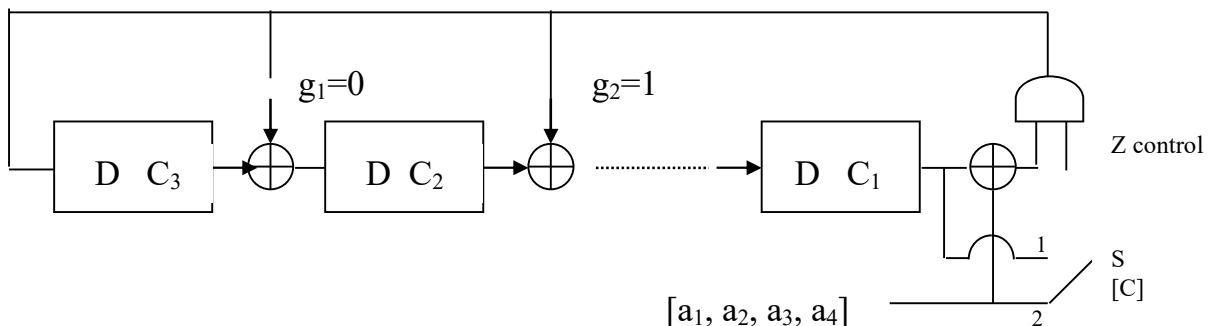 g₁=0
g₂=1
D C₃
D C₂
D C₁
Z control
1
S
[C]
[a₁, a₂, a₃, a₄]
2